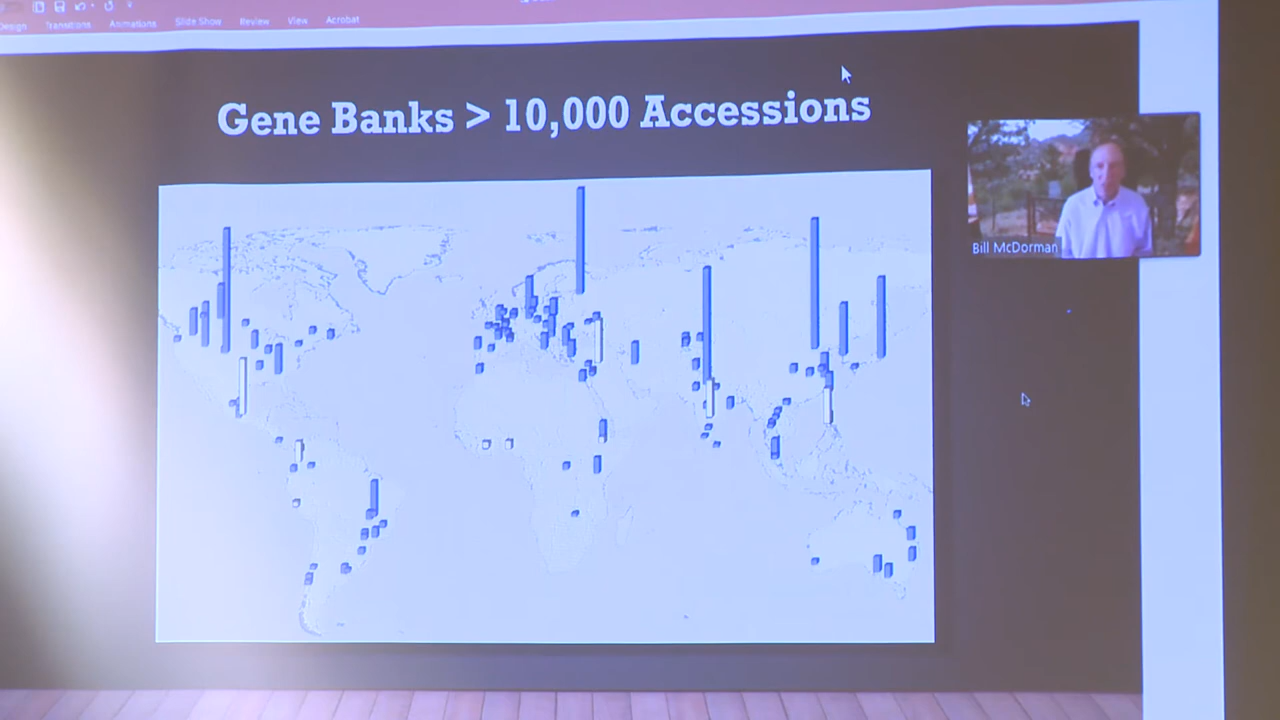 Design Transitions Animations Slide Show Review View Acrobat
Gene Banks > 10,000 Accessions
Bill McDorman